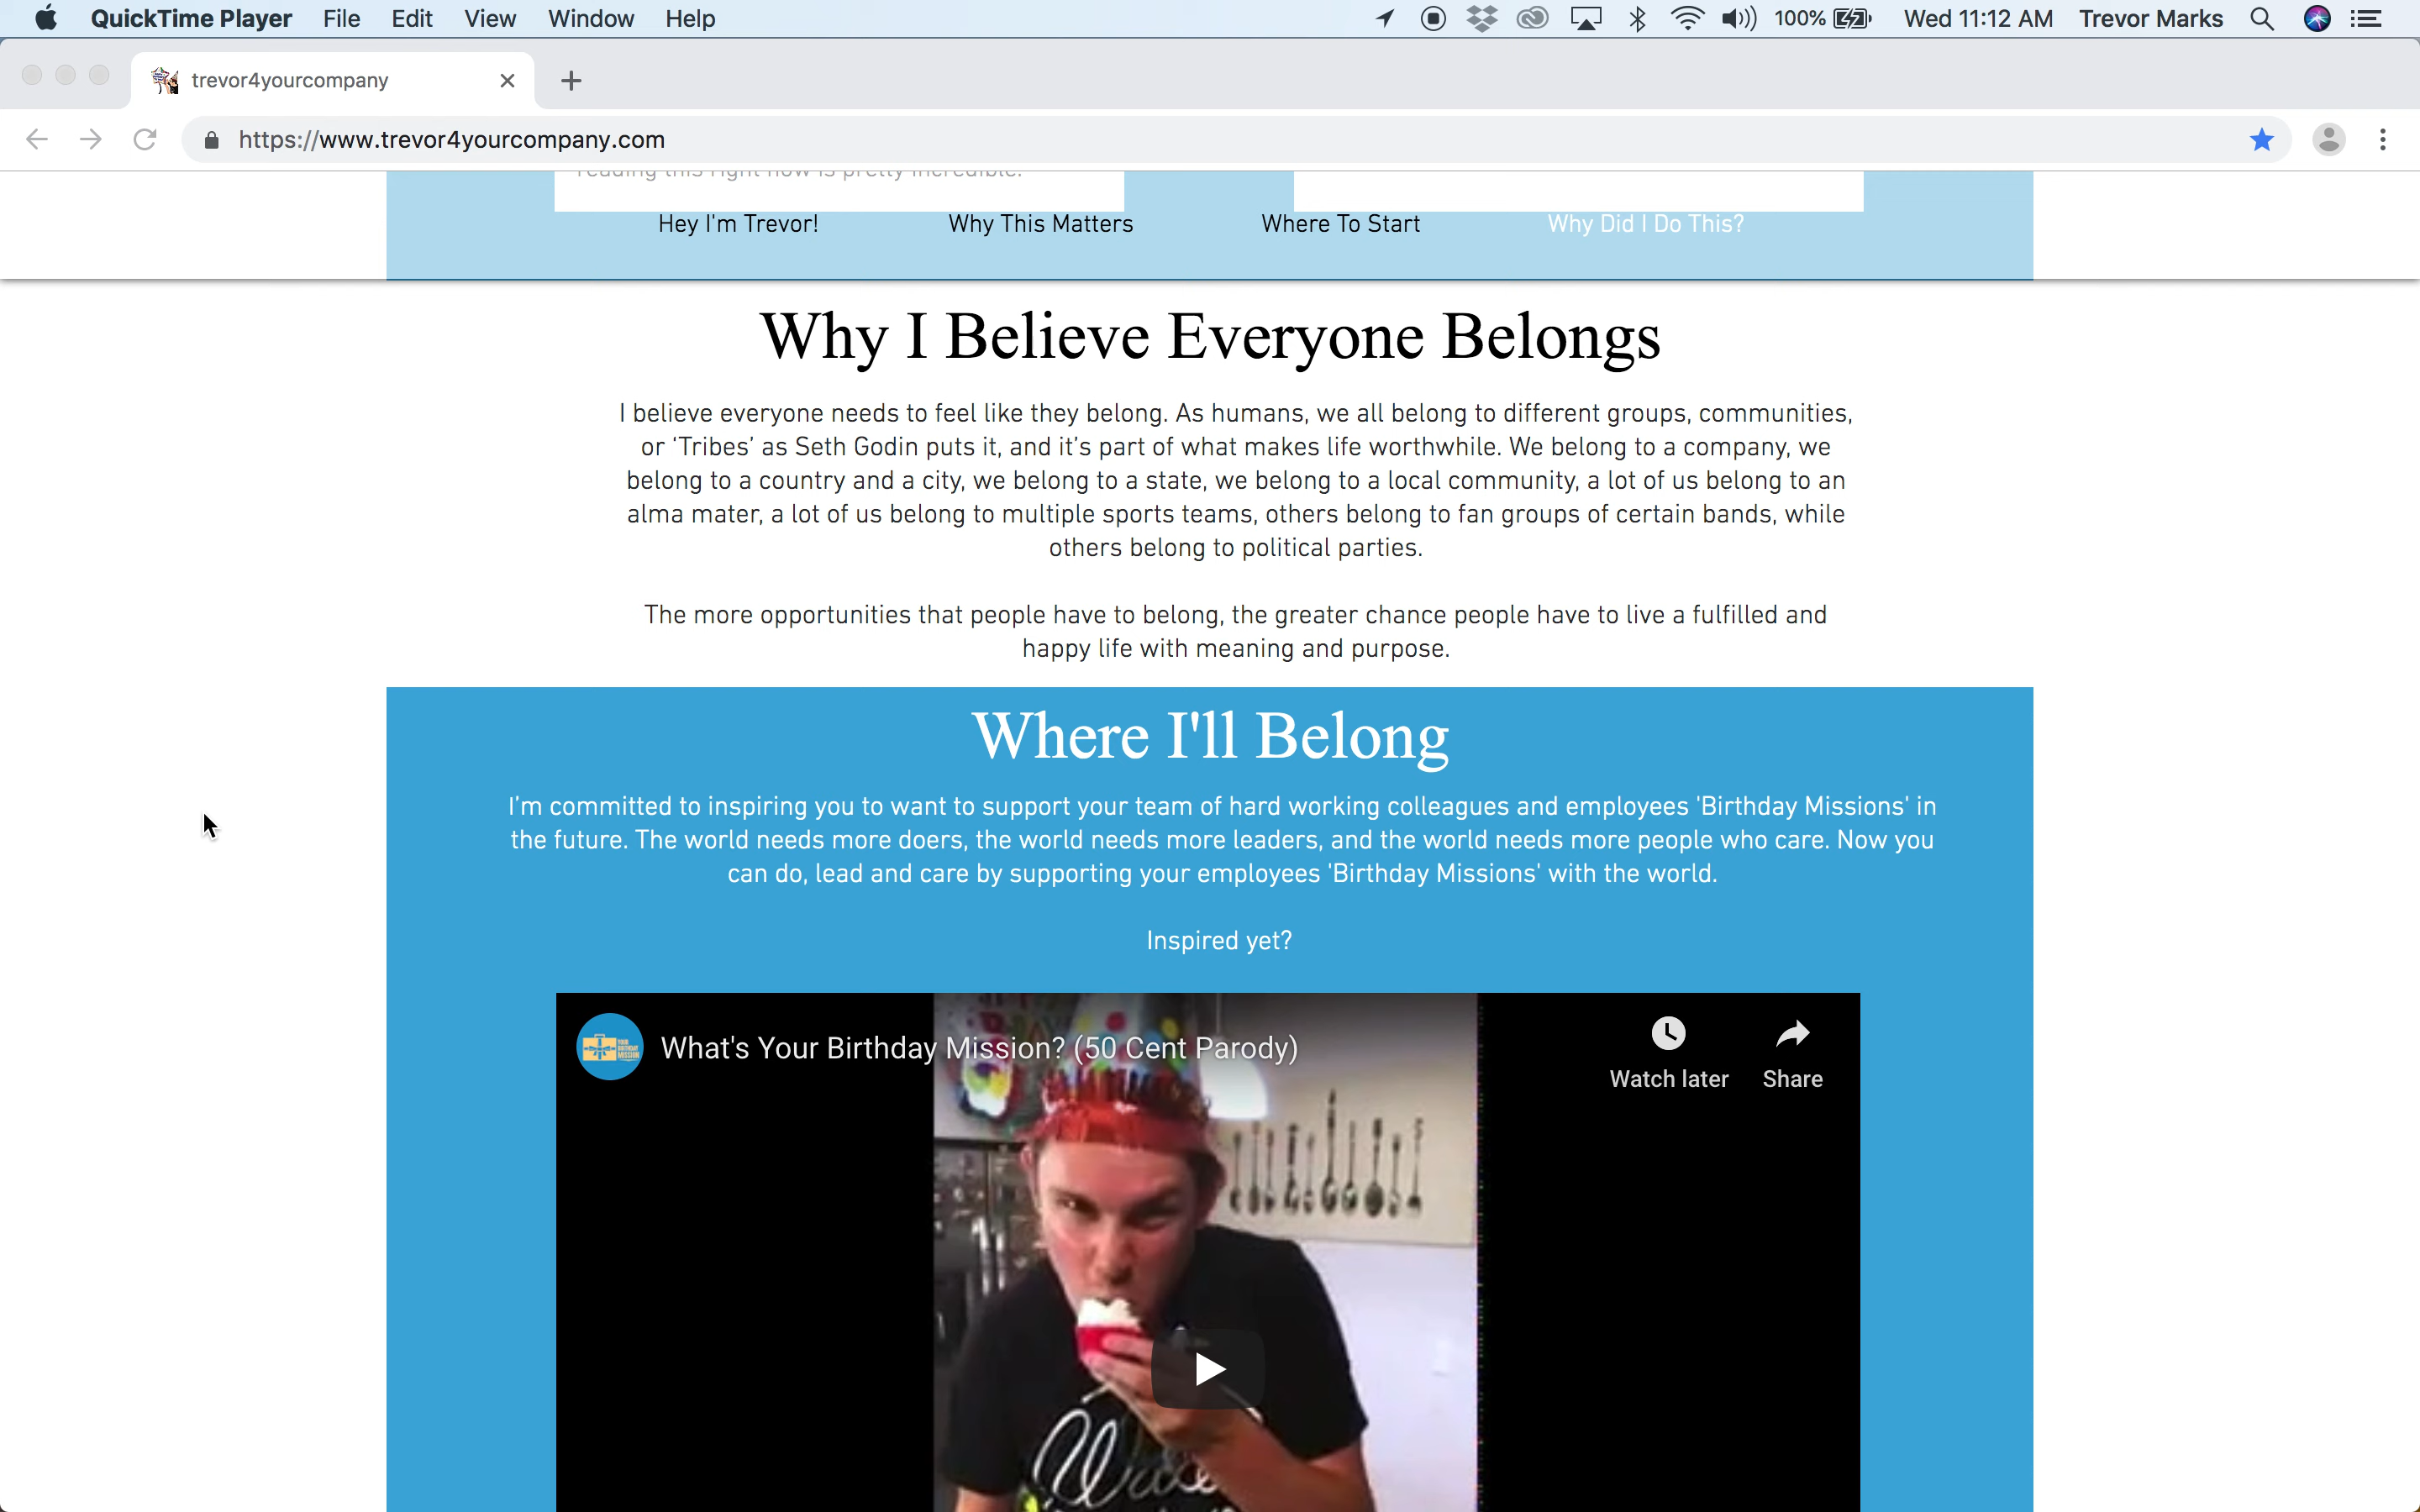 QuickTime Player File Edit View Window Help 100% Wed 11:12 AM Trevor Marks
trevor4yourcompany
https://www.trevor4yourcompany.com
reading this right now is pretty incredible.
Hey I'm Trevor! Why This Matters Where To Start Why Did I Do This?
Why I Believe Everyone Belongs
I believe everyone needs to feel like they belong. As humans, we all belong to different groups, communities,
or ‘Tribes’ as Seth Godin puts it, and it’s part of what makes life worthwhile. We belong to a company, we
belong to a country and a city, we belong to a state, we belong to a local community, a lot of us belong to an
alma mater, a lot of us belong to multiple sports teams, others belong to fan groups of certain bands, while
others belong to political parties.
The more opportunities that people have to belong, the greater chance people have to live a fulfilled and
happy life with meaning and purpose.
Where I'll Belong
I'm committed to inspiring you to want to support your team of hard working colleagues and employees 'Birthday Missions' in
the future. The world needs more doers, the world needs more leaders, and the world needs more people who care. Now you
can do, lead and care by supporting your employees 'Birthday Missions' with the world.
Inspired yet?
YOUR
BIRTHDAY
MISSION
What's Your Birthday Mission? (50 Cent Parody)
Watch later Share